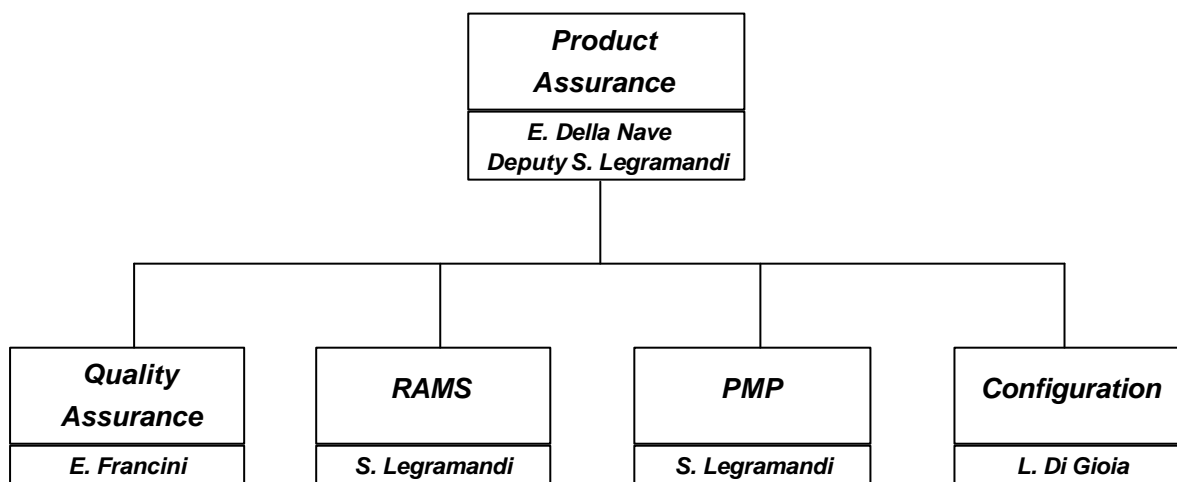 Product
Assurance
E. Della Nave
Deputy S. Legramandi
Quality
Assurance
E. Francini
RAMS
S. Legramandi
PMP
S. Legramandi
Configuration
L. Di Gioia